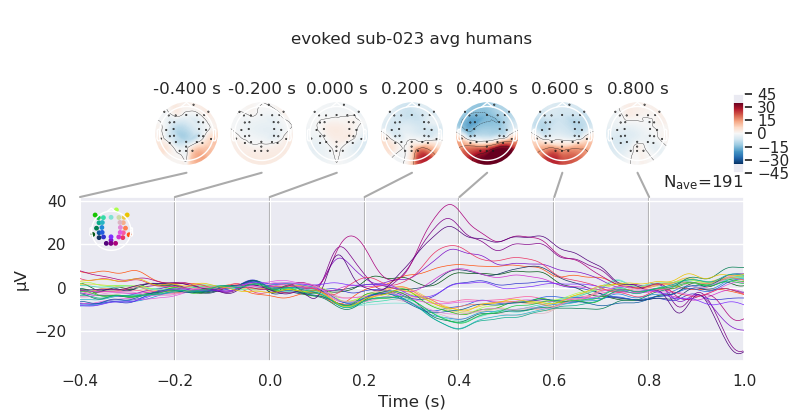 evoked sub-023 avg humans
-0.400 s -0.200 s 0.000 s 0.200 s 0.400 s 0.600 s 0.800 s
45
30
15
0
−15
−30
−45
Nave=191
40
20
0
−20
µV
−0.4 −0.2 0.0 0.2 0.4 0.6 0.8 1.0
Time (s)